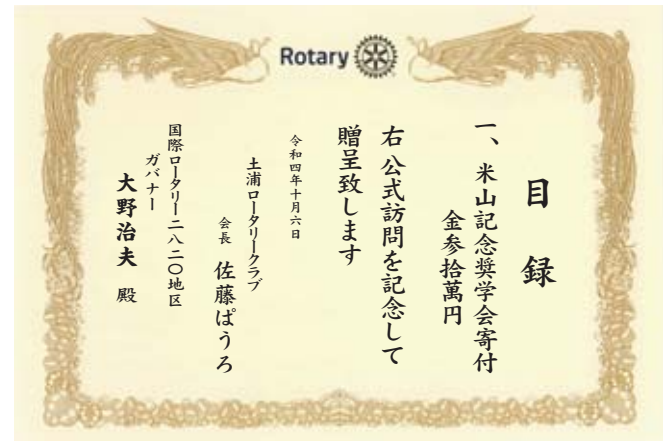 Rotary
目録
一、米山記念奨学会寄付
金参拾萬円
右公式訪問を記念して
贈呈致します
令和四年十月六日
土浦ロータリークラブ
会長 佐藤ぱうろ
国際ロータリー二八二〇地区
ガバナー
大野治夫 殿